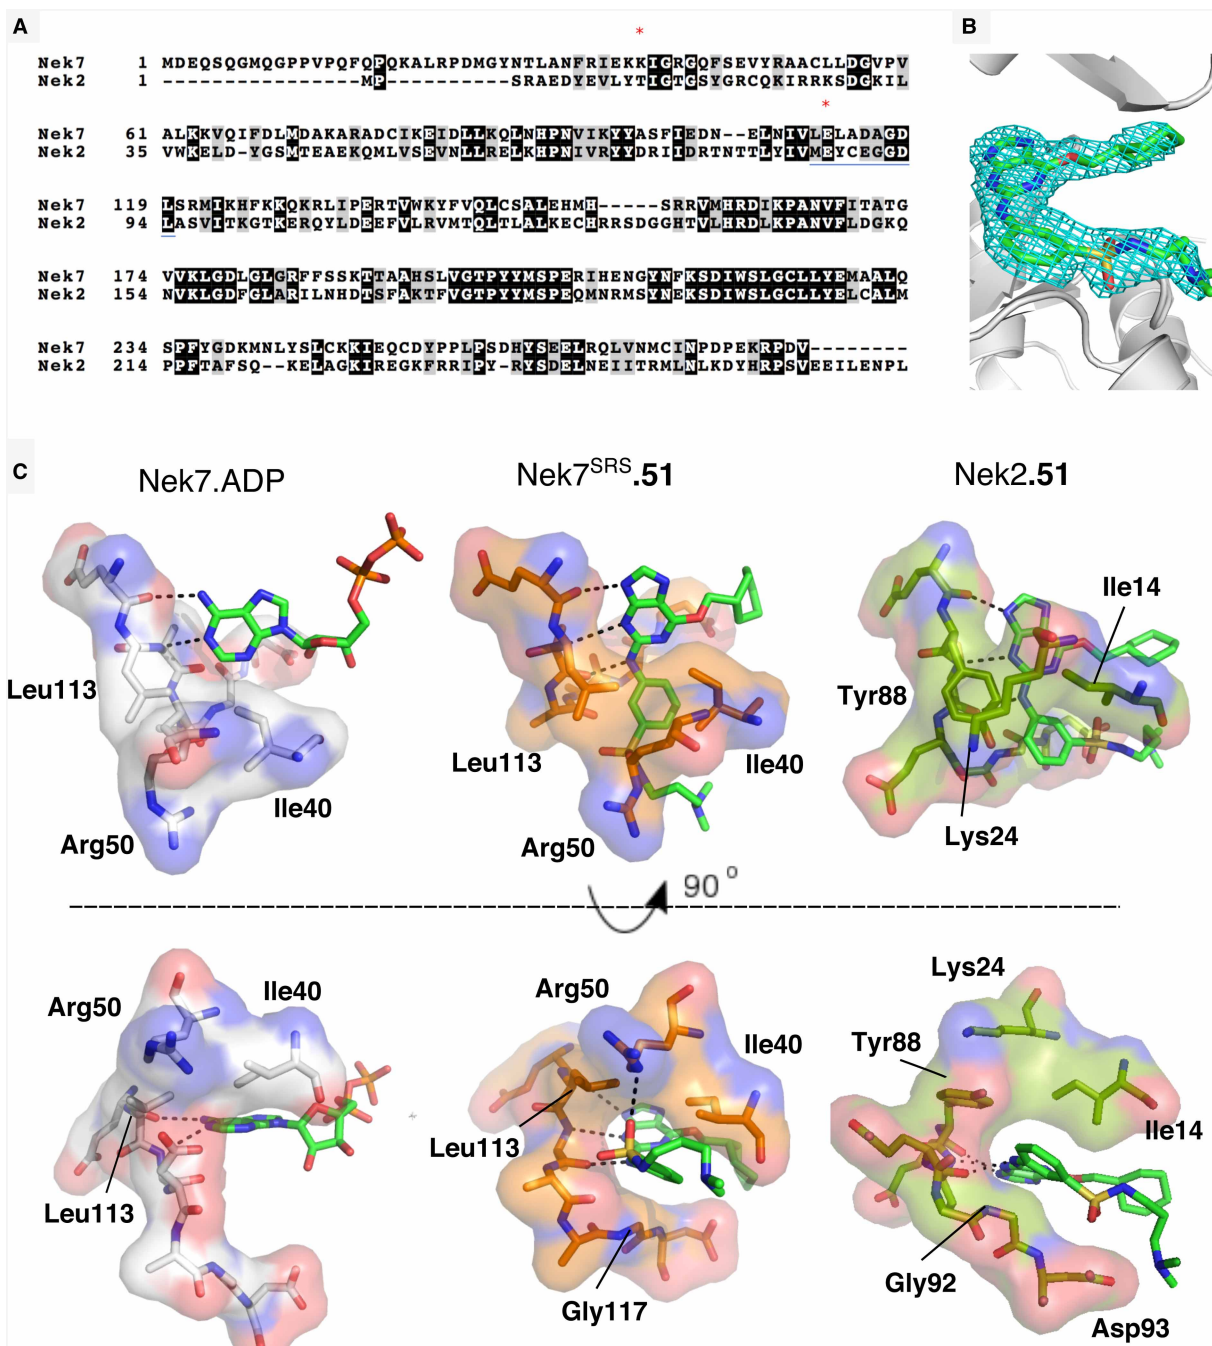 A
B
*
Nek7 1 MDEQSQGMQGPPVPQFQPQKALRPDMGYNTLANFRIEKKIGRGQFSEVYRAACLLDGVPV
Nek2 1 -----------------MP----------SRAEDYEVLYTIGTGSYGRCQKIRRKSDGKIL
*
Nek7 61 ALKKVQIFDLMDAKARADCIKEIDLLKQLNHPNVIKYYASFIEDN--ELNIVLELADAGD
Nek2 35 VWKELD-YGSMTEAEKQMLVSEVNLLRELKHPNIVRYYDRIIDRTNTTLYIVMEYCEGGD
Nek7 119 LSRMIKHFKKQKRLIPERTVWKYFVQLCSALEHMH-----SRRVMHRDIKPANVFITATG
Nek2 94 LASVITKGTKERQYLDEEFVLRVMTQLTLALKECHRRSDGGHTVLHRDLKPANVFLDGKQ
Nek7 174 VVKLGDLGLGRFFSSKTTAAHSLVGTPYYMSPERIHENGYNFKSDIWSLGCLLYEMAALQ
Nek2 154 NVKLGDFGLARILNHDTSFAKTFVGTPYYMSPEQMNRMSYNEKSDIWSLGCLLYELCALM
Nek7 234 SPFYGDKMNLYSLCKKIEQCDYPPLPSDHYSEELRQLVNMCINPDPEKRPDV--------
Nek2 214 PPFTAFSQ--KELAGKIREGKFRRIPY-RYSDELNEIITRMLNLKDYHRPSVEEILENPL
C
Nek7.ADP
Nek7SRS.51
Nek2.51
Ile14
Leu113
Tyr88
Leu113
Ile40
Ile40
Arg50
Arg50
Lys24
90 o
Arg50
Ile40
Arg50
Lys24
Ile40
Tyr88
Leu113
Ile14
Leu113
Gly92
Gly117
Asp93